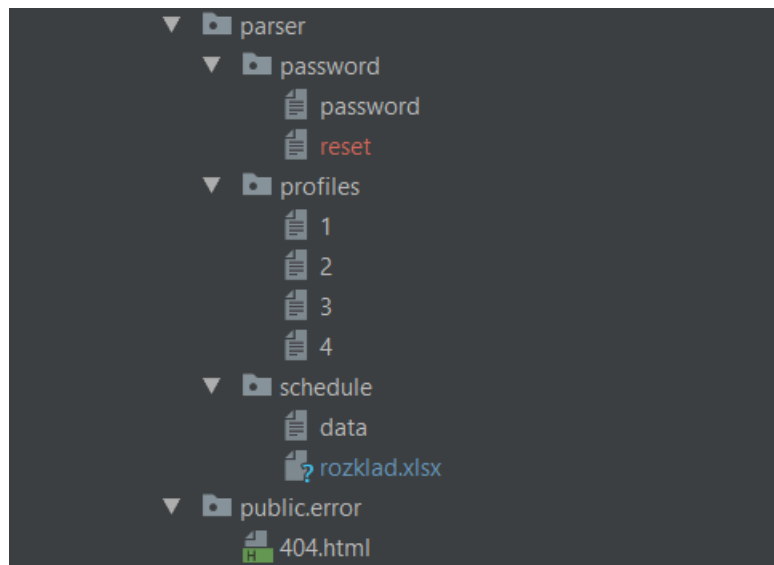 parser
password
password
reset
profiles
1
2
3
4
schedule
data
rozklad.xlsx
public.error
404.html